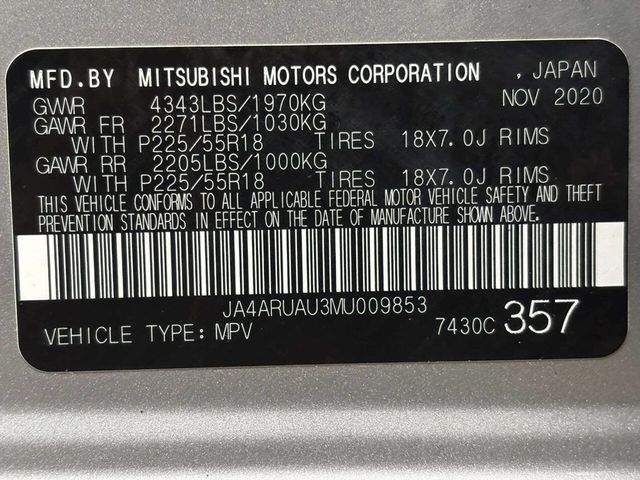 MFD.BY MITSUBISHI MOTORS CORPORATION , JAPAN
GVWR 4343LBS/1970KG NOV 2020
GAWR FR 2271LBS/1030KG
WITH P225/55R18 TIRES 18X7.0J RIMS
GAWR RR 2205LBS/1000KG
WITH P225/55R18 TIRES 18X7.0J RIMS
THIS VEHICLE CONFORMS TO ALL APPLICABLE FEDERAL MOTOR VEHICLE SAFETY AND THEFT
PREVENTION STANDARDS IN EFFECT ON THE DATE OF MANUFACTURE SHOWN ABOVE.
JA4ARUAU3MU009853
VEHICLE TYPE: MPV 7430C 357